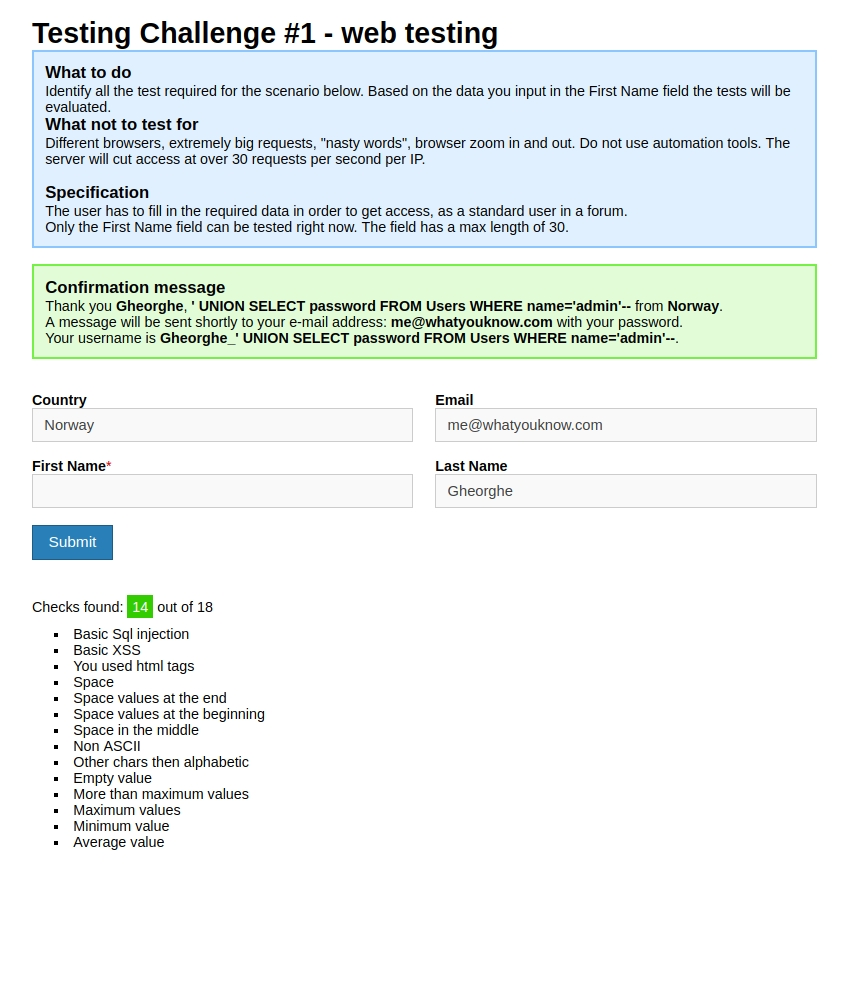 Testing Challenge #1 - web testing
What to do
Identify all the test required for the scenario below. Based on the data you input in the First Name field the tests will be
evaluated.
What not to test for
Different browsers, extremely big requests, "nasty words", browser zoom in and out. Do not use automation tools. The
server will cut access at over 30 requests per second per IP.
Specification
The user has to fill in the required data in order to get access, as a standard user in a forum.
Only the First Name field can be tested right now. The field has a max length of 30.
Confirmation message
Thank you Gheorghe, ' UNION SELECT password FROM Users WHERE name='admin'-- from Norway.
A message will be sent shortly to your e-mail address: me@whatyouknow.com with your password.
Your username is Gheorghe_' UNION SELECT password FROM Users WHERE name='admin'--.
Country
Email
Norway
me@whatyouknow.com
First Name*
Last Name
Gheorghe
Submit
Checks found: 14 out of 18
Basic Sql injection
Basic XSS
You used html tags
Space
Space values at the end
Space values at the beginning
Space in the middle
Non ASCII
Other chars then alphabetic
Empty value
More than maximum values
Maximum values
Minimum value
Average value